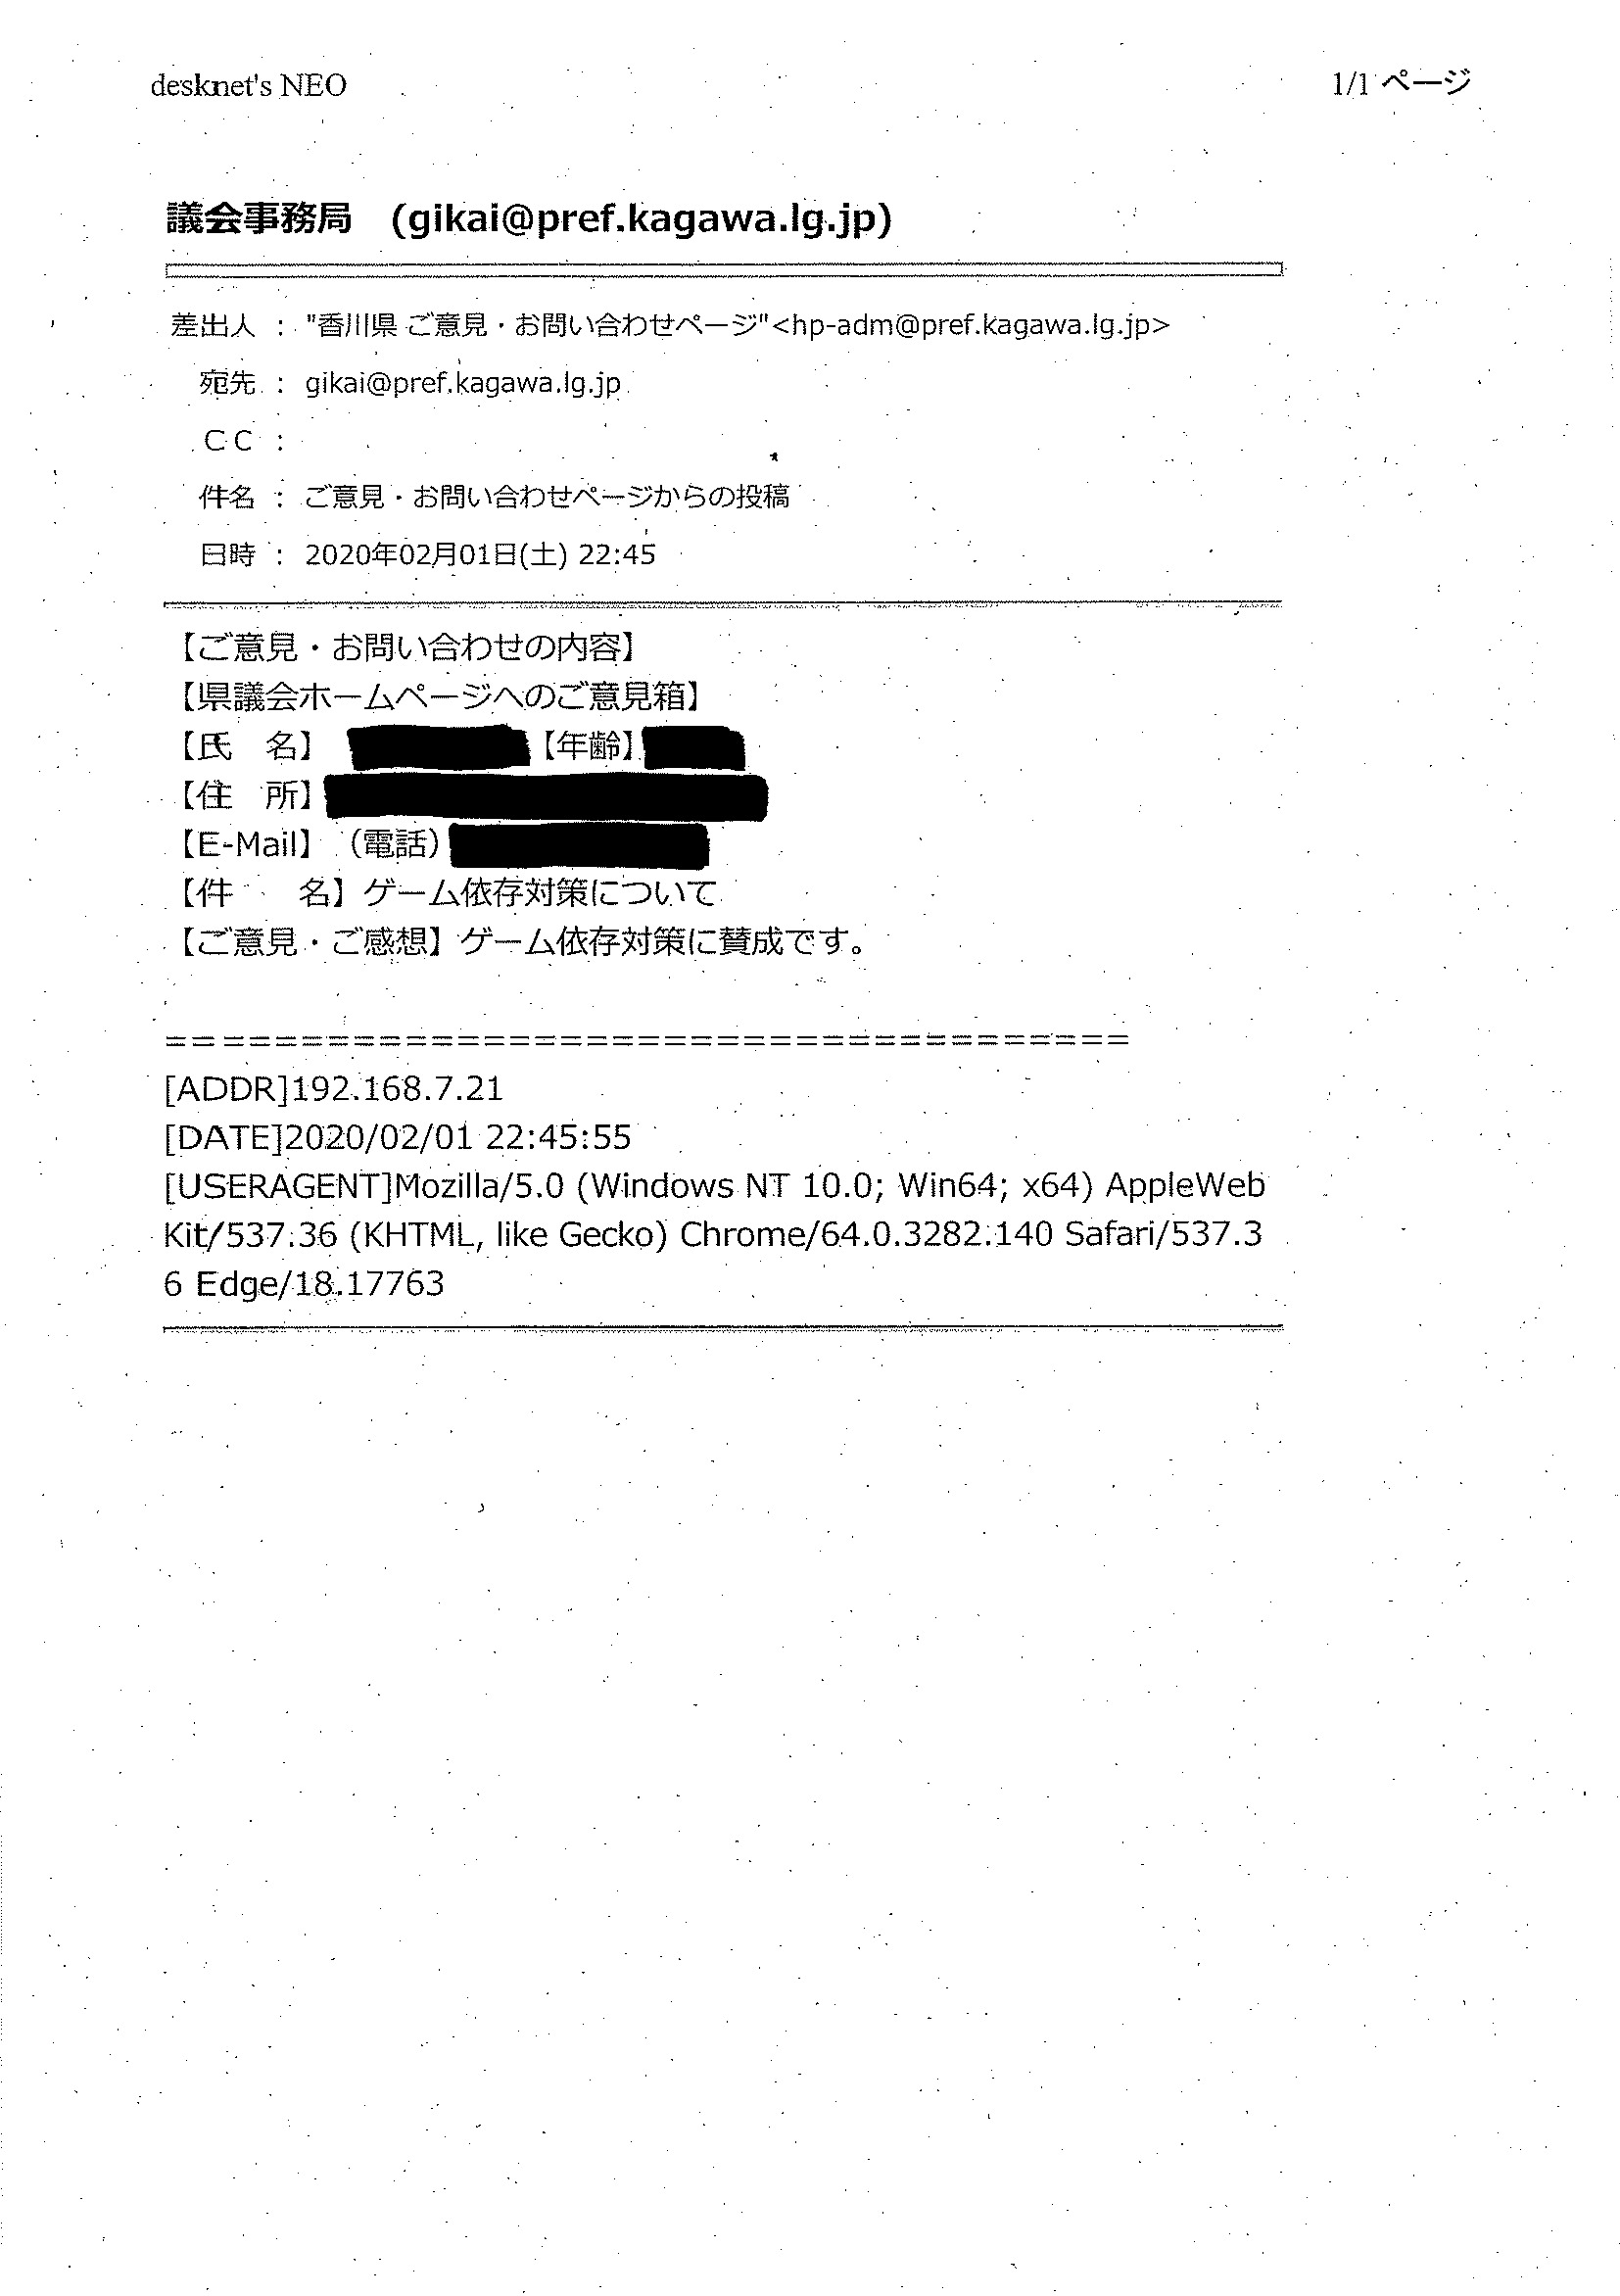 desknet's NEO 1/1 ページ
議会事務局 (gikai@pref.kagawa.lg.jp)
差出人 : "香川県 ご意見・お問い合わせページ"<hp-adm@pref.kagawa.lg.jp>
宛先 : gikai@pref.kagawa.lg.jp
CC :
件名 : ご意見・お問い合わせページからの投稿
日時 : 2020年02月01日(土) 22:45
【ご意見・お問い合わせの内容】
【県議会ホームページへのご意見箱】
【氏　名】 【年齢】
【住　所】
【E-Mail】（電話）
【件　　名】ゲーム依存対策について
【ご意見・ご感想】ゲーム依存対策に賛成です。
=====================================
[ADDR]192.168.7.21
[DATE]2020/02/01 22:45:55
[USERAGENT]Mozilla/5.0 (Windows NT 10.0; Win64; x64) AppleWeb
Kit/537.36 (KHTML, like Gecko) Chrome/64.0.3282.140 Safari/537.3
6 Edge/18.17763